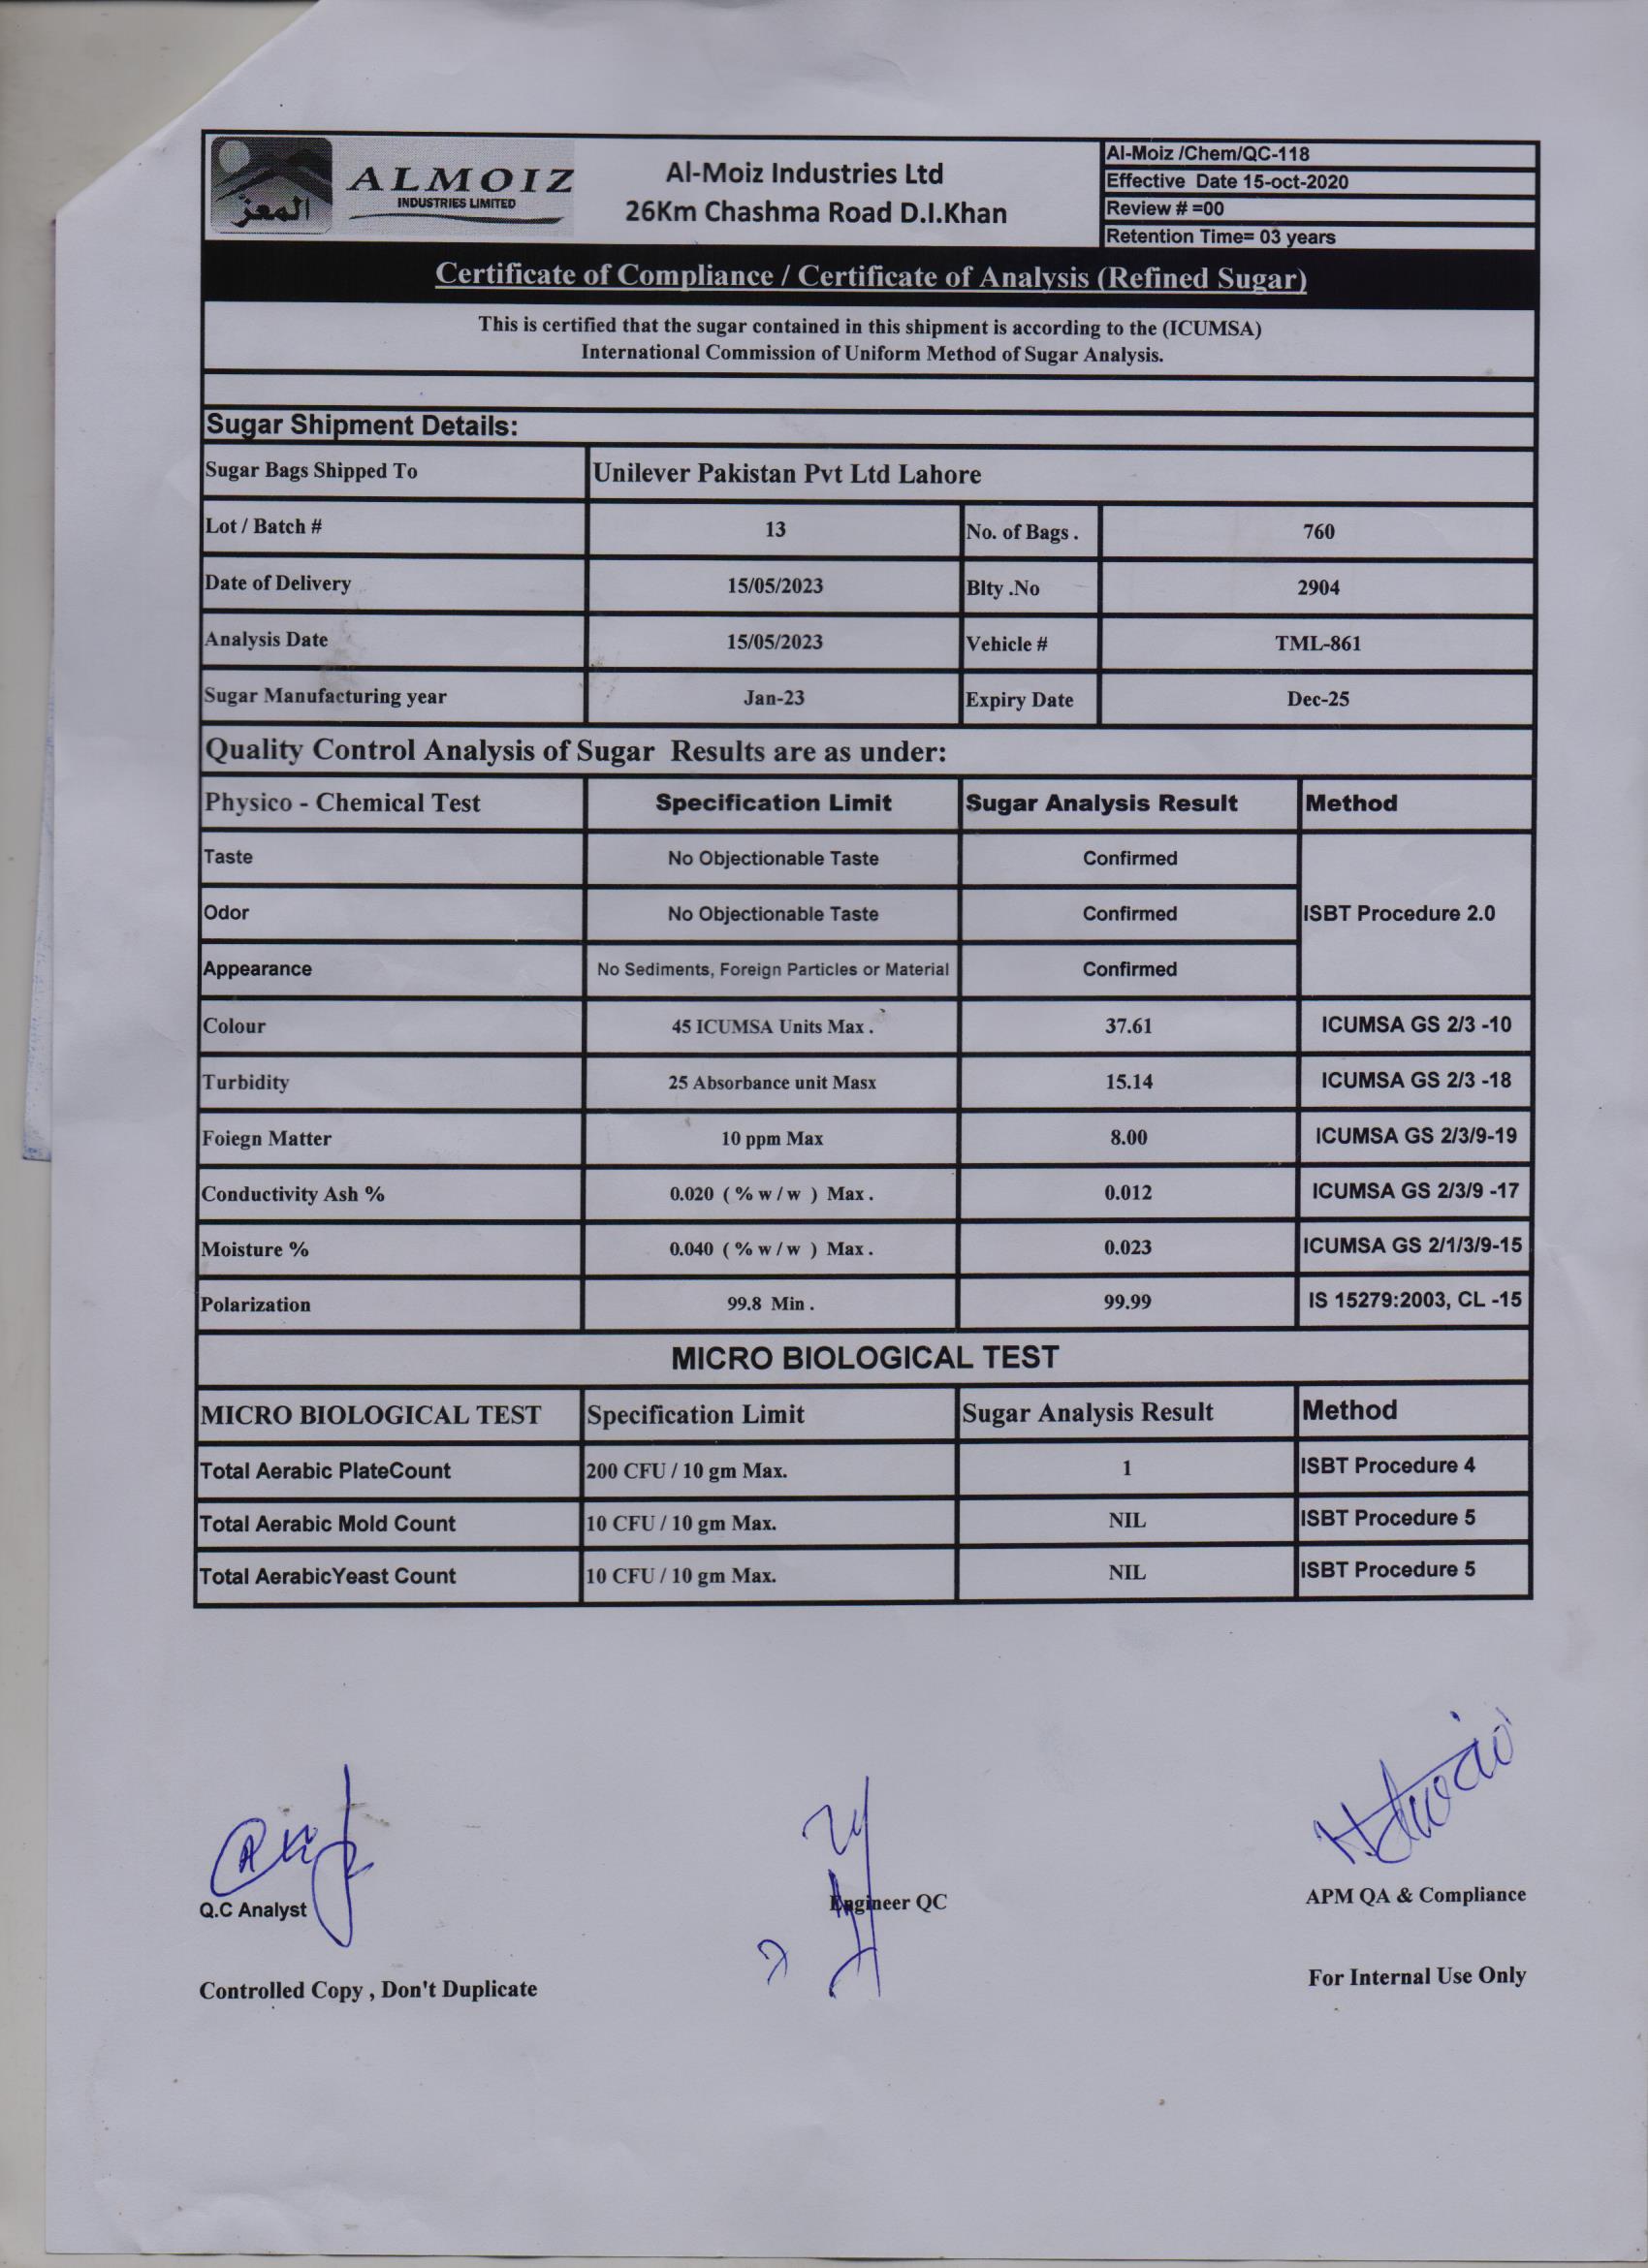 المعز
ALMOIZ
INDUSTRIES LIMITED
Al-Moiz Industries Ltd
26Km Chashma Road D.I.Khan
Al-Moiz /Chem/QC-118
Effective Date 15-oct-2020
Review # =00
Retention Time= 03 years
Certificate of Compliance / Certificate of Analysis (Refined Sugar)
This is certified that the sugar contained in this shipment is according to the (ICUMSA)
International Commission of Uniform Method of Sugar Analysis.
Sugar Shipment Details:
Sugar Bags Shipped To Unilever Pakistan Pvt Ltd Lahore
Lot / Batch # 13 No. of Bags . 760
Date of Delivery 15/05/2023 Blty .No 2904
Analysis Date 15/05/2023 Vehicle # TML-861
Sugar Manufacturing year Jan-23 Expiry Date Dec-25
Quality Control Analysis of Sugar Results are as under:
Physico - Chemical Test Specification Limit Sugar Analysis Result Method
Taste No Objectionable Taste Confirmed
Odor No Objectionable Taste Confirmed ISBT Procedure 2.0
Appearance No Sediments, Foreign Particles or Material Confirmed
Colour 45 ICUMSA Units Max . 37.61 ICUMSA GS 2/3 -10
Turbidity 25 Absorbance unit Masx 15.14 ICUMSA GS 2/3 -18
Foiegn Matter 10 ppm Max 8.00 ICUMSA GS 2/3/9-19
Conductivity Ash % 0.020 ( % w / w ) Max . 0.012 ICUMSA GS 2/3/9 -17
Moisture % 0.040 ( % w / w ) Max . 0.023 ICUMSA GS 2/1/3/9-15
Polarization 99.8 Min . 99.99 IS 15279:2003, CL -15
MICRO BIOLOGICAL TEST
MICRO BIOLOGICAL TEST Specification Limit Sugar Analysis Result Method
Total Aerabic PlateCount 200 CFU / 10 gm Max. 1 ISBT Procedure 4
Total Aerabic Mold Count 10 CFU / 10 gm Max. NIL ISBT Procedure 5
Total AerabicYeast Count 10 CFU / 10 gm Max. NIL ISBT Procedure 5
Q.C Analyst Engineer QC APM QA & Compliance
Controlled Copy , Don't Duplicate For Internal Use Only